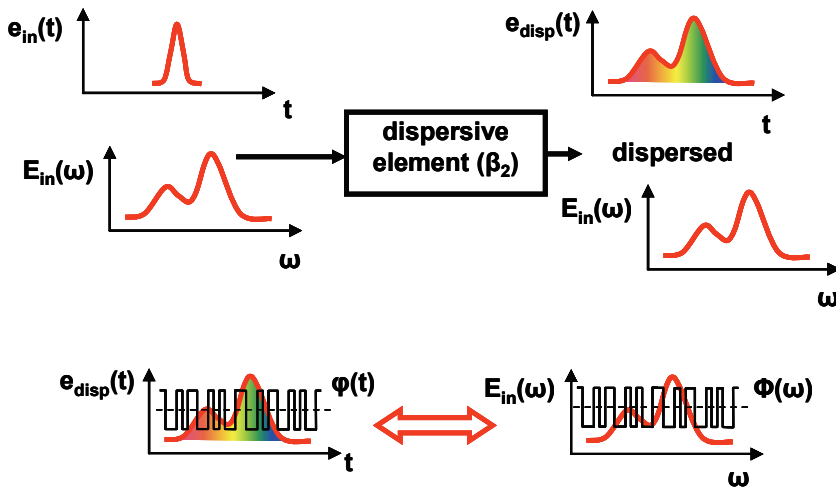 e_in(t)
t
E_in(ω)
ω
dispersive
element (β₂)
e_disp(t)
t
dispersed
E_in(ω)
ω
e_disp(t)
φ(t)
t
E_in(ω)
Φ(ω)
ω